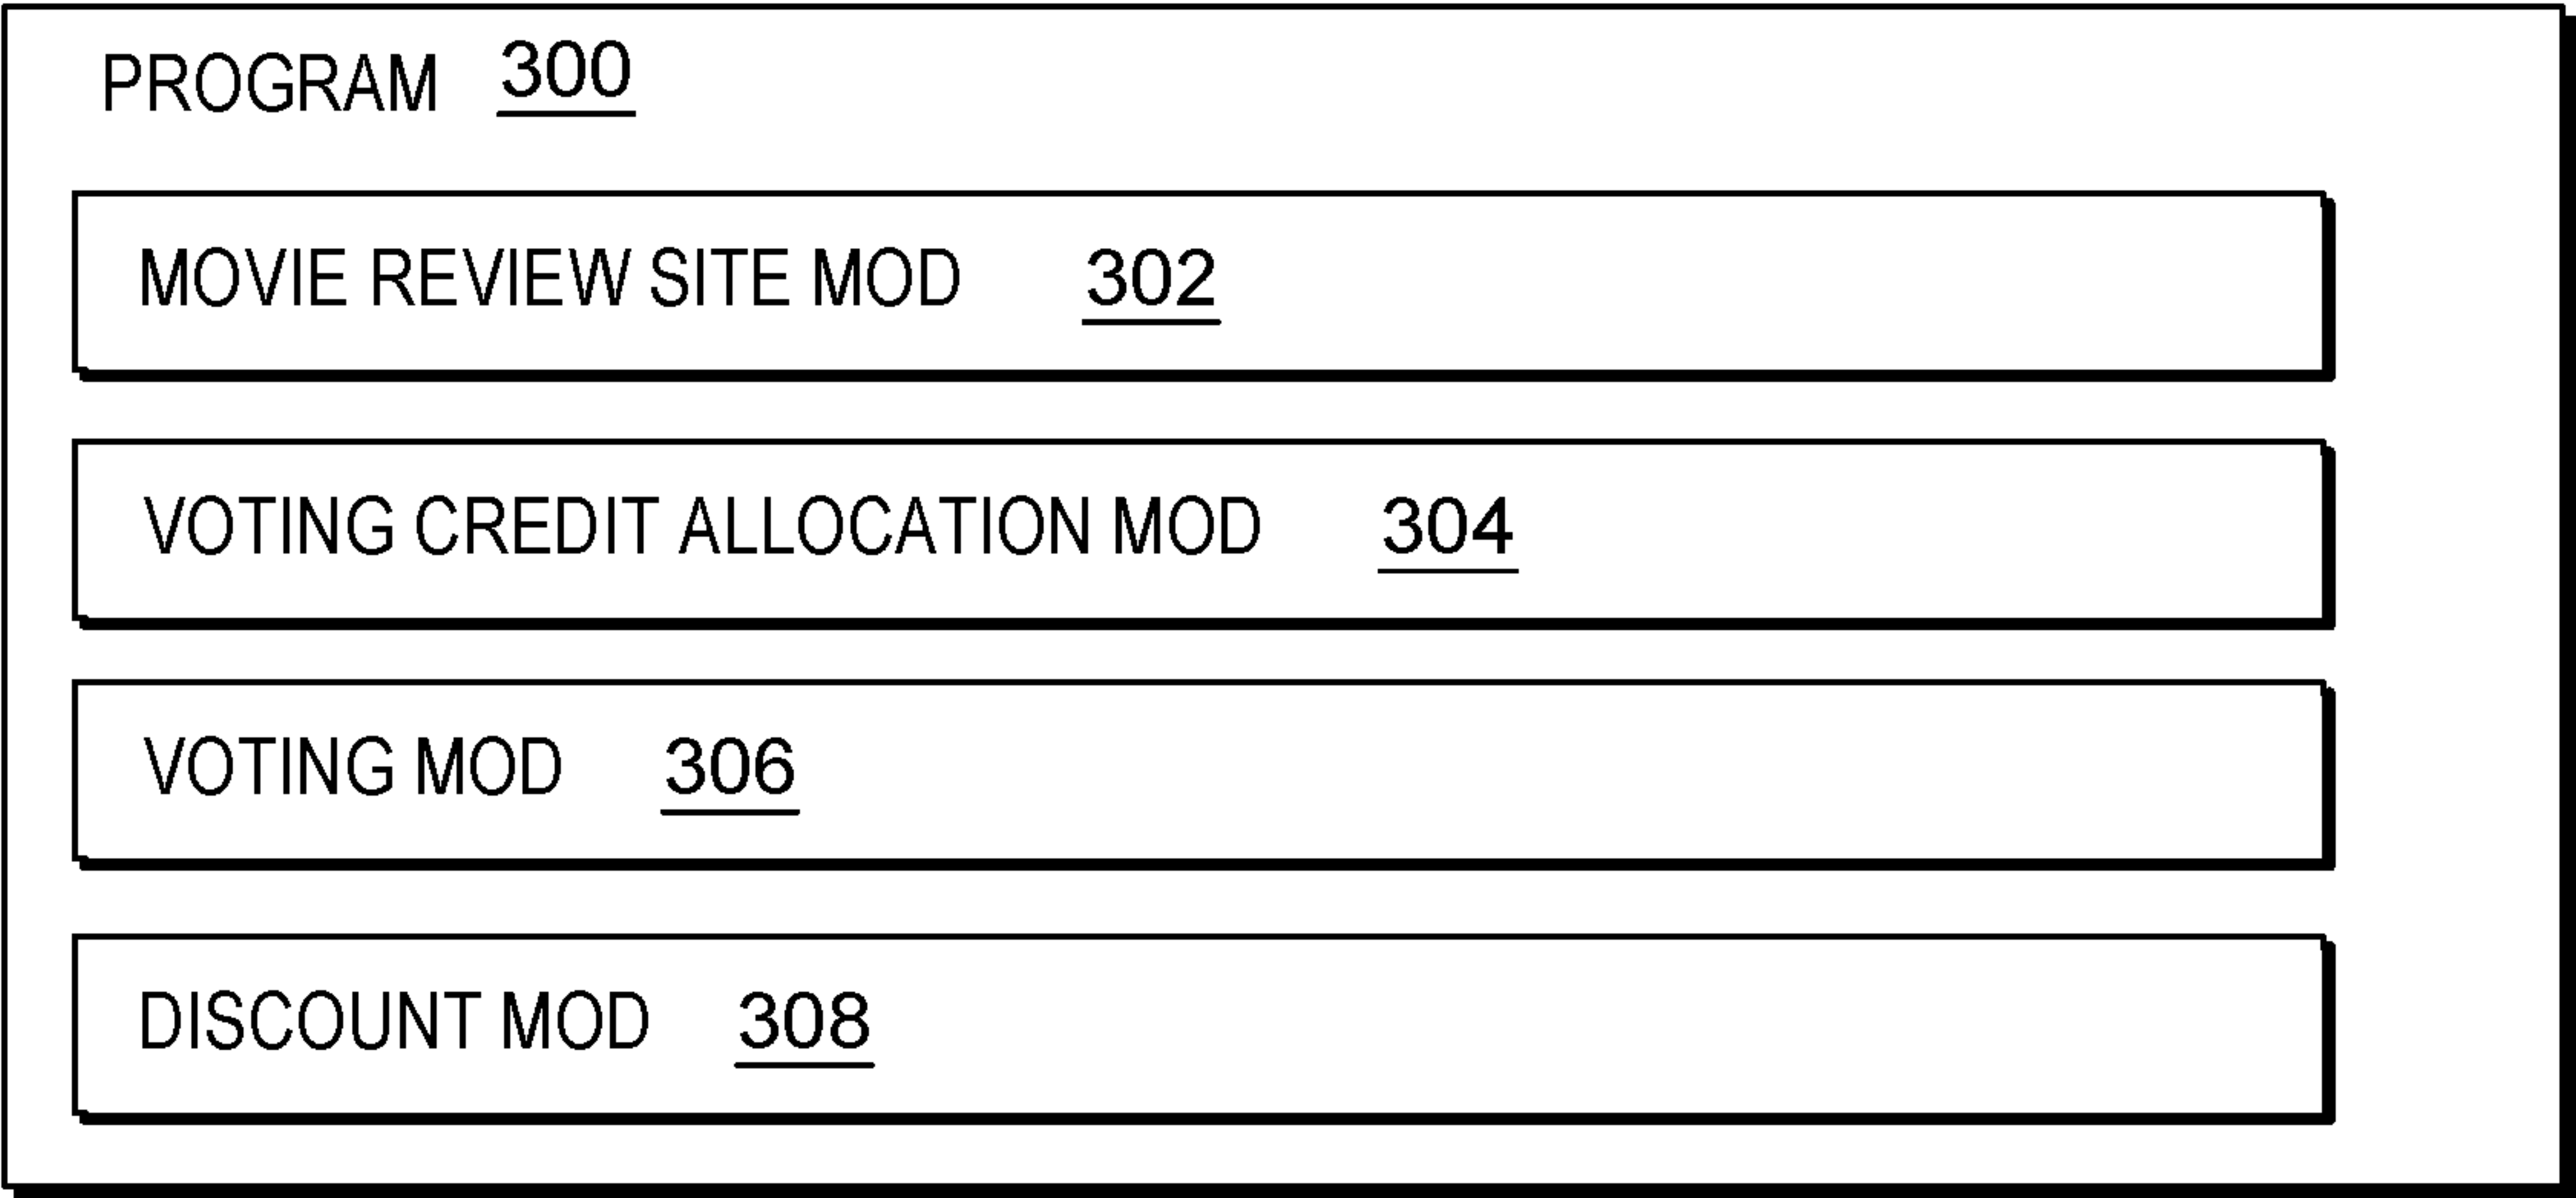 PROGRAM 300
MOVIE REVIEW SITE MOD 302
VOTING CREDIT ALLOCATION MOD 304
VOTING MOD 306
DISCOUNT MOD 308